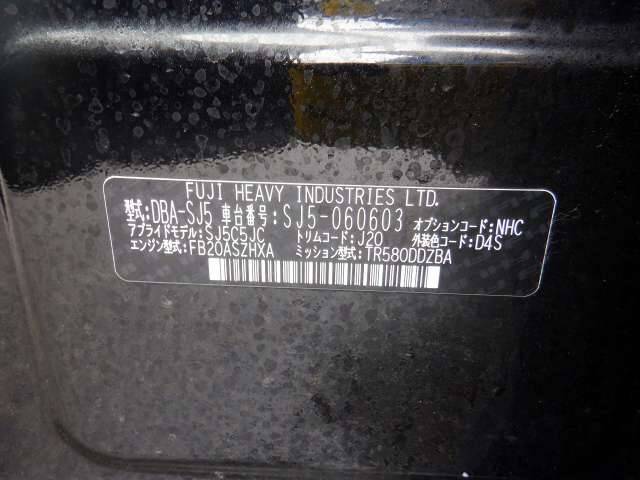 FUJI HEAVY INDUSTRIES LTD.
型式:DBA-SJ5 車台番号:SJ5-060603 オプションコード:NHC
アプライドモデル:SJ5C5JC トリムコード:J20 外装色コード:D4S
エンジン型式:FB20ASZHXA ミッション型式:TR580DDZBA